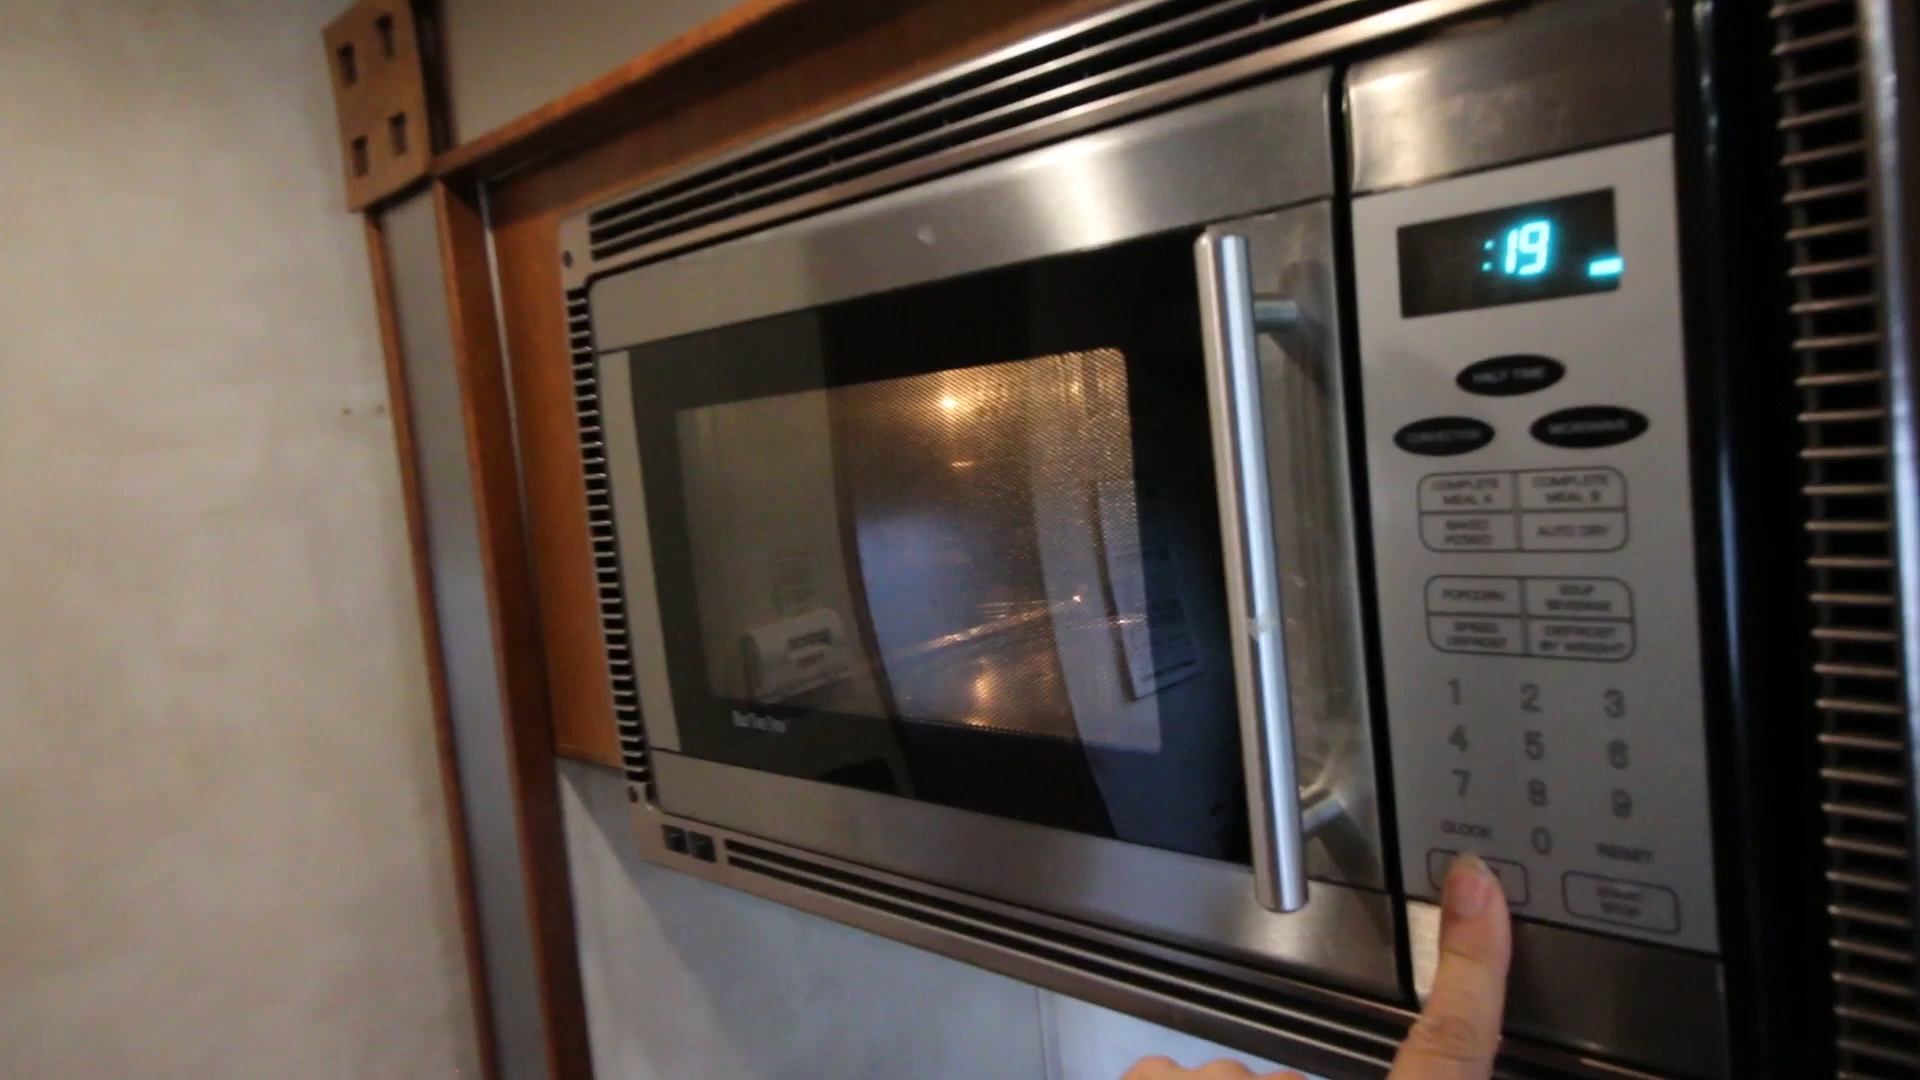 :19
HALF TIME
CONVECTION
MICROWAVE
COMPLETE MEAL A
COMPLETE MEAL B
BAKED POTATO
AUTO DRY
POPCORN
SOUP BEVERAGE
SPEED DEFROST
DEFROST BY WEIGHT
1 2 3
4 5 6
7 8 9
CLOCK
0
RESET
START STOP